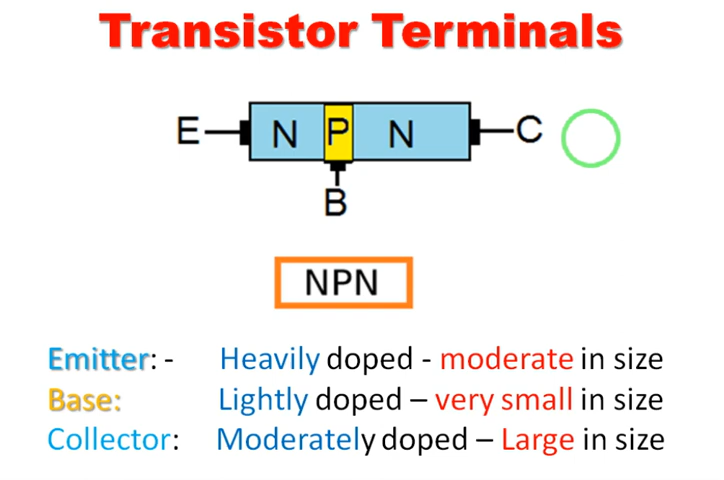 Transistor Terminals
E N P N C
B
NPN
Emitter: - Heavily doped - moderate in size
Base: Lightly doped – very small in size
Collector: Moderately doped – Large in size